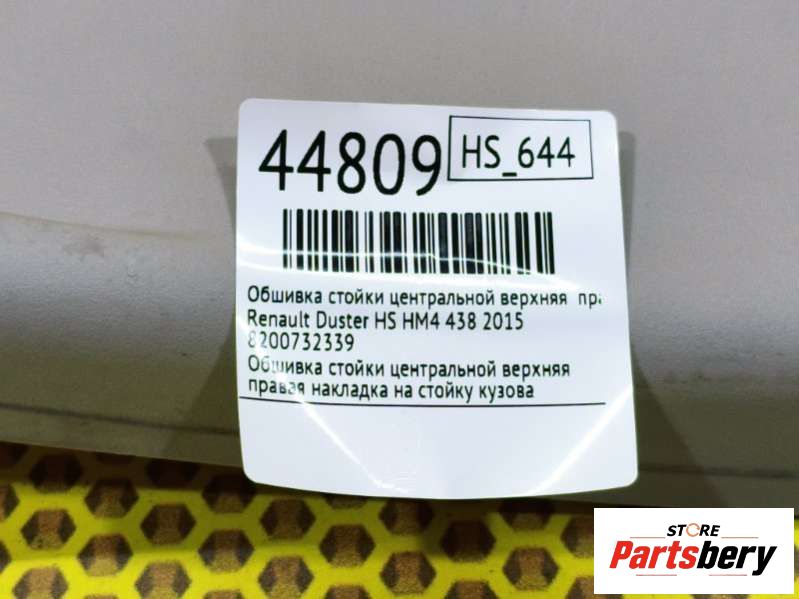 44809
HS_644
Обшивка стойки центральной верхняя пра
Renault Duster HS HM4 438 2015
8200732339
Обшивка стойки центральной верхняя
правая накладка на стойку кузова
STORE
Partsbery